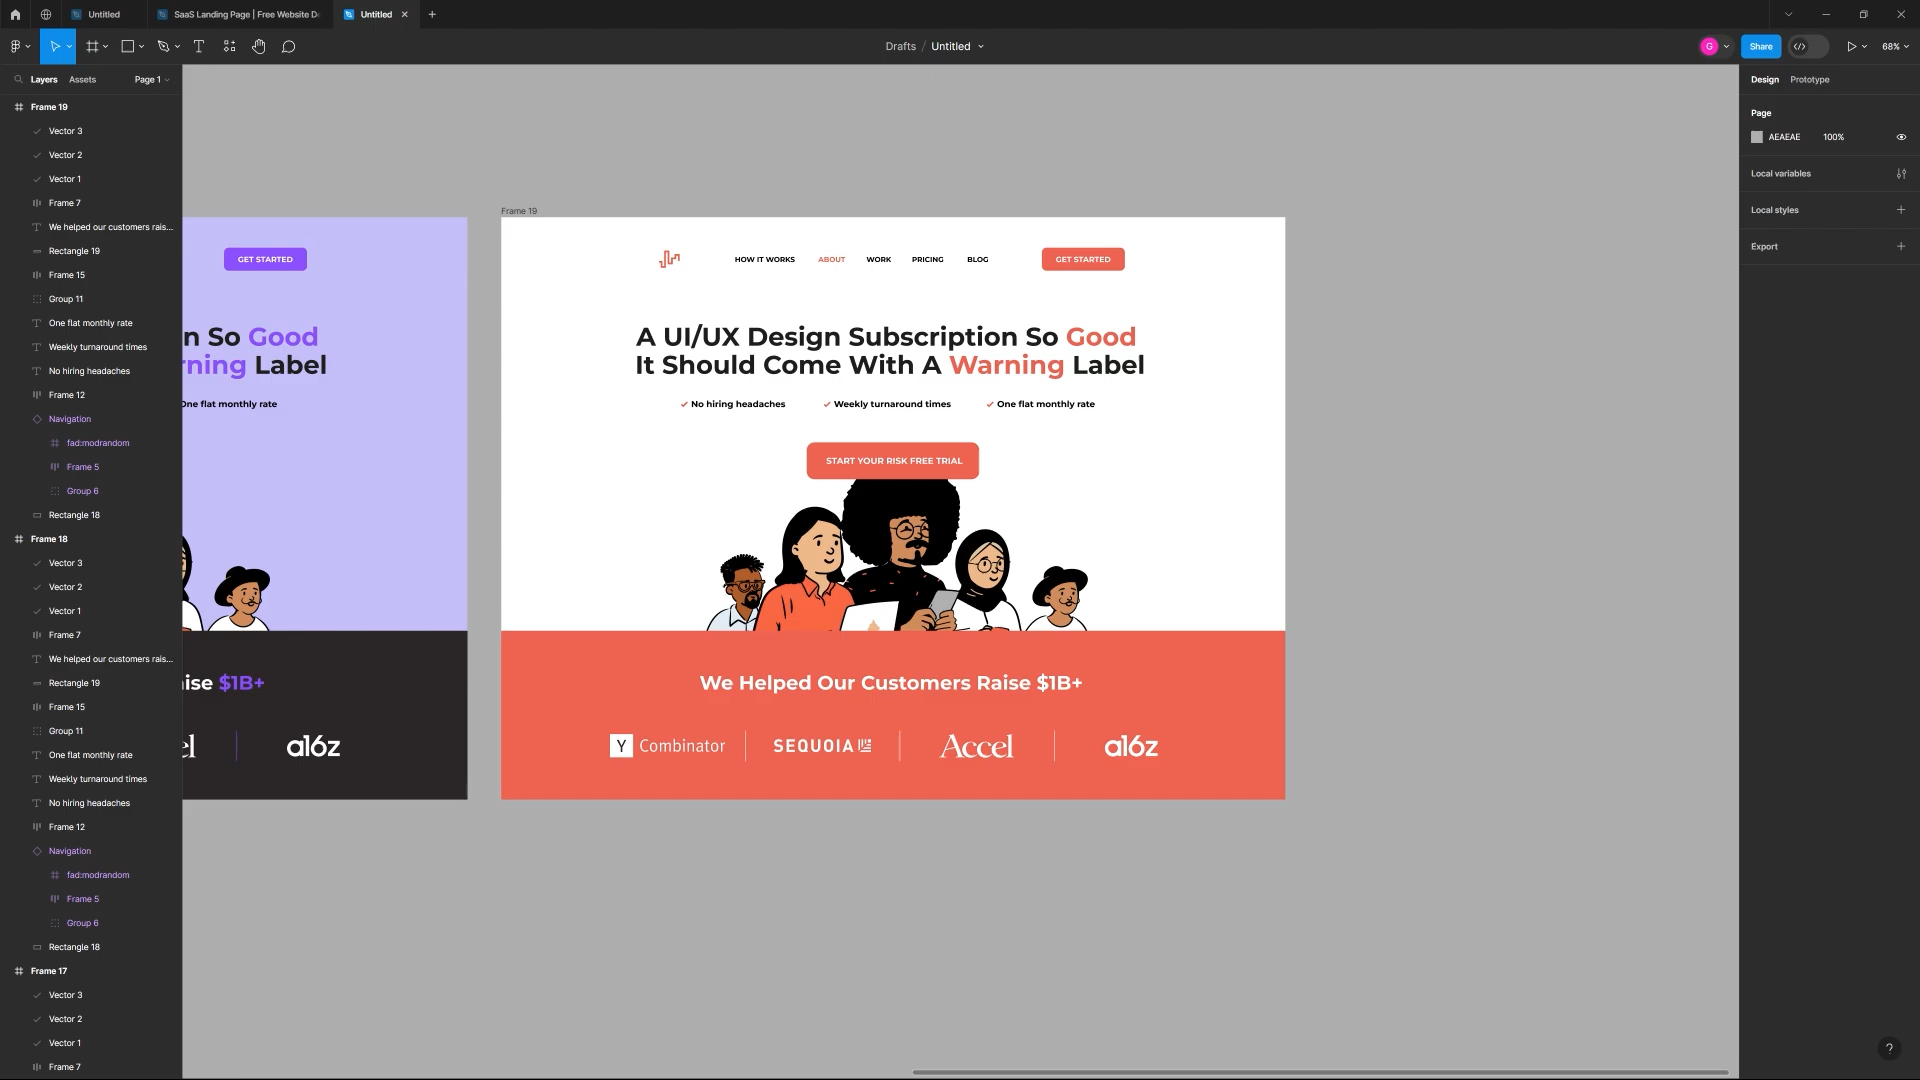 Untitled
SaaS Landing Page | Free Website De
Untitled
Drafts / Untitled
G
Share
68%
Layers
Assets
Page 1
Frame 19
Vector 3
Vector 2
Vector 1
Frame 7
We helped our customers rais...
Rectangle 19
Frame 15
Group 11
One flat monthly rate
Weekly turnaround times
No hiring headaches
Frame 12
Navigation
fad:modrandom
Frame 5
Group 6
Rectangle 18
Frame 18
Vector 3
Vector 2
Vector 1
Frame 7
We helped our customers rais...
Rectangle 19
Frame 15
Group 11
One flat monthly rate
Weekly turnaround times
No hiring headaches
Frame 12
Navigation
fad:modrandom
Frame 5
Group 6
Rectangle 18
Frame 17
Vector 3
Vector 2
Vector 1
Frame 7
GET STARTED
n So Good
rning Label
One flat monthly rate
aise $1B+
el
a16z
Frame 19
HOW IT WORKS
ABOUT
WORK
PRICING
BLOG
GET STARTED
A UI/UX Design Subscription So Good
It Should Come With A Warning Label
No hiring headaches
Weekly turnaround times
One flat monthly rate
START YOUR RISK FREE TRIAL
We Helped Our Customers Raise $1B+
Y Combinator
SEQUOIA
Accel
a16z
Design
Prototype
Page
AEAEAE
100%
Local variables
Local styles
Export
?